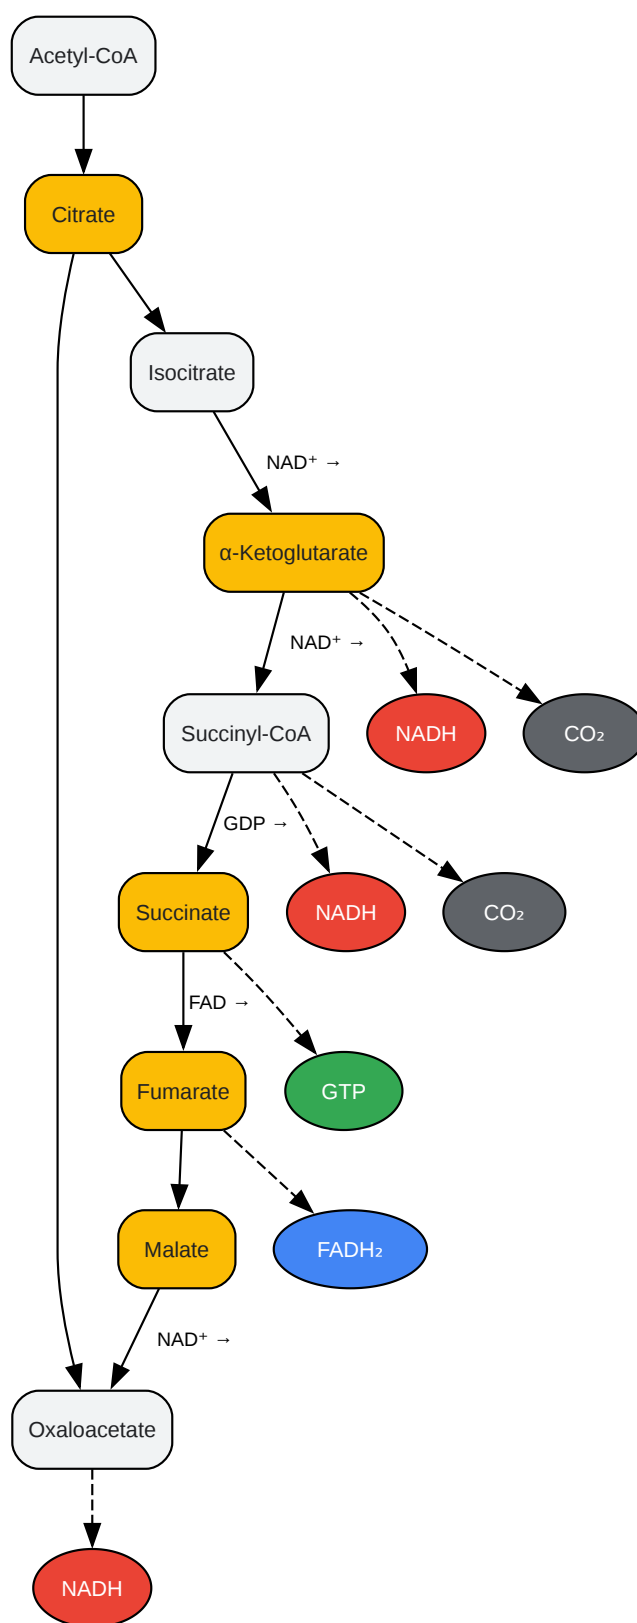 Acetyl-CoA
Citrate
Isocitrate
NAD⁺ →
α-Ketoglutarate
NAD⁺ →
Succinyl-CoA
NADH
CO₂
GDP →
Succinate
NADH
CO₂
FAD →
Fumarate
GTP
Malate
FADH₂
NAD⁺ →
Oxaloacetate
NADH